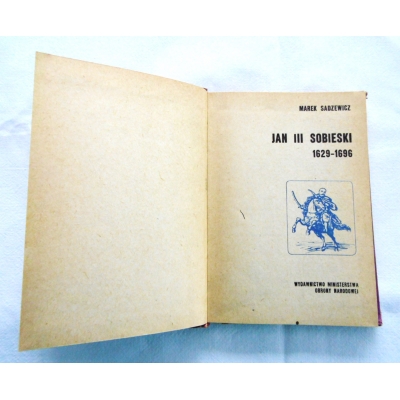 MAREK SADZEWICZ
JAN III SOBIESKI
1629-1696
WYDAWNICTWO MINISTERSTWA
OBRONY NARODOWEJ